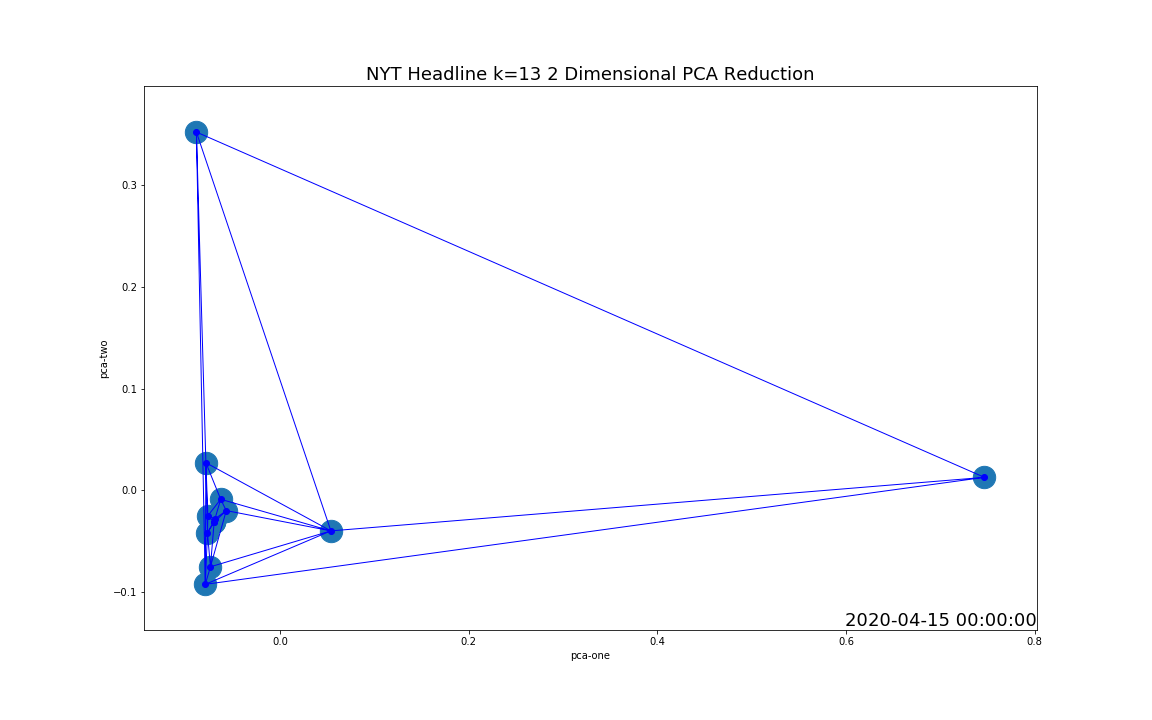 NYT Headline k=13 2 Dimensional PCA Reduction
0.3
0.2
0.1
0.0
−0.1
pca-two
2020-04-15 00:00:00
0.0 0.2 0.4 0.6 0.8
pca-one